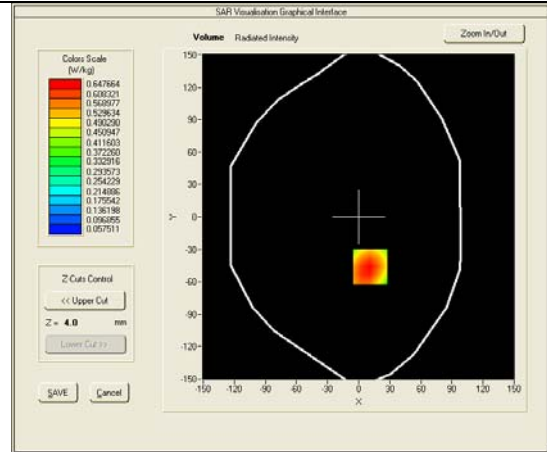 SAR Visualisation Graphical Interface
Volume Radiated Intensity
Zoom In/Out
Colors Scale
(W/kg)
0.647664
0.608321
0.568977
0.529634
0.490290
0.450947
0.411603
0.372260
0.332916
0.293573
0.254229
0.214886
0.175542
0.136198
0.096855
0.057511
Z-Cuts Control
<< Upper Cut
Z = 4.0 mm
Lower Cut >>
SAVE
Cancel
150-
120-
90-
60-
30-
0-
-30-
-60-
-90-
-120-
-150-
Y
-150 -120 -90 -60 -30 0 30 60 90 120 150
X